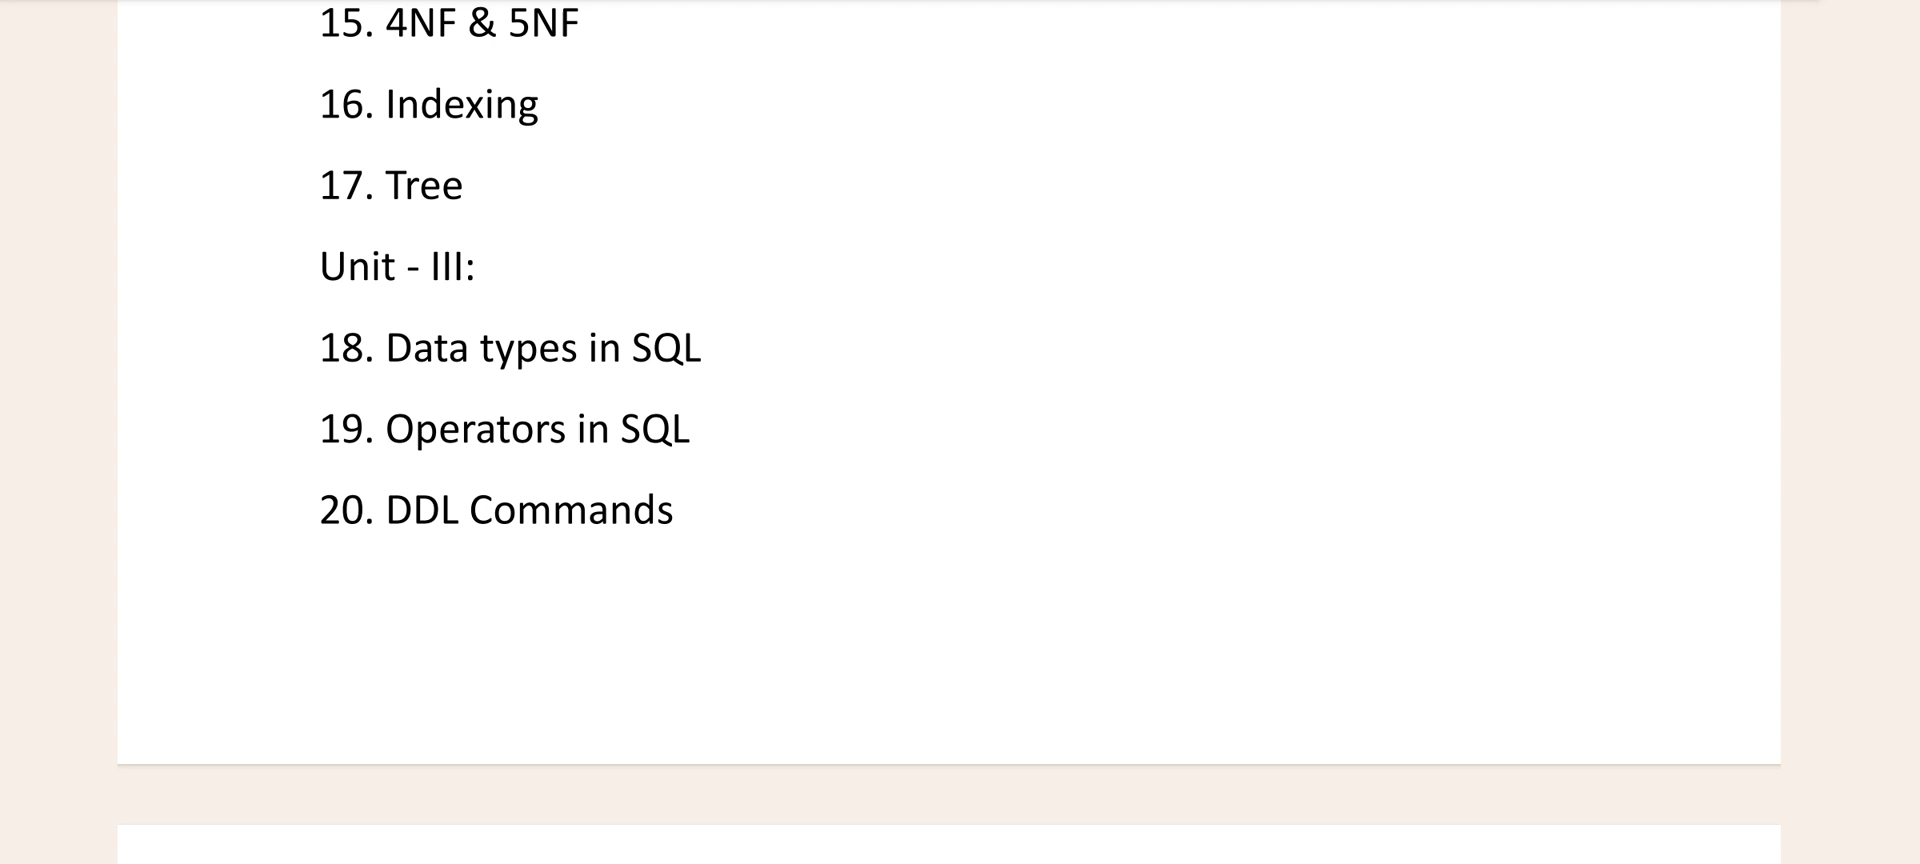 15. 4NF & 5NF
16. Indexing
17. Tree
Unit - III:
18. Data types in SQL
19. Operators in SQL
20. DDL Commands